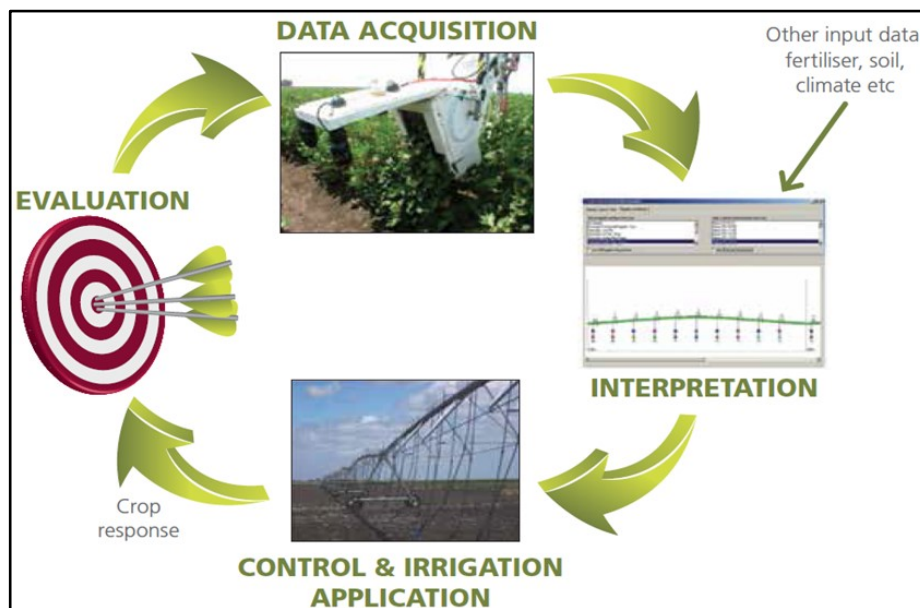 DATA ACQUISITION
Other input data
fertiliser, soil,
climate etc
EVALUATION
INTERPRETATION
Crop
response
CONTROL & IRRIGATION
APPLICATION